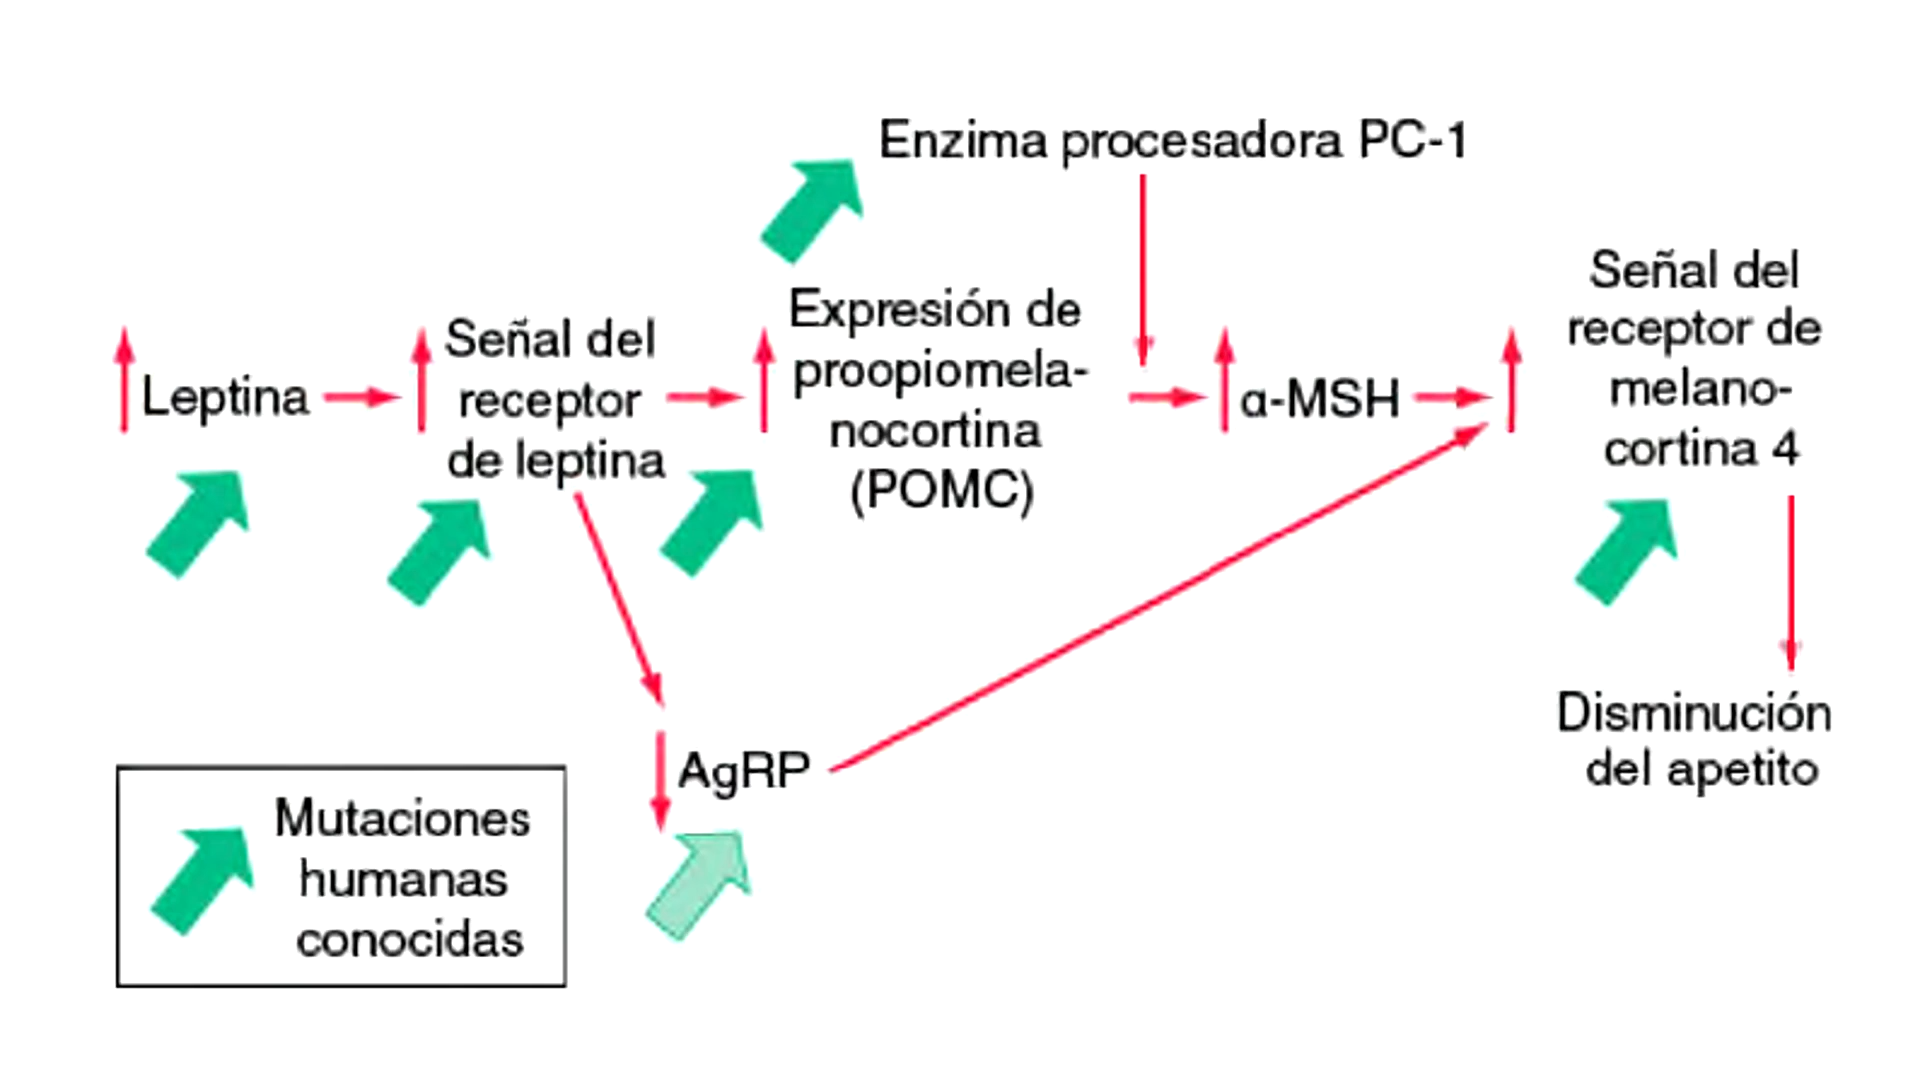 Enzima procesadora PC-1
Leptina
Señal del
receptor
de leptina
Expresión de
proopiomela-
nocortina
(POMC)
α-MSH
Señal del
receptor de
melano-
cortina 4
AgRP
Disminución
del apetito
Mutaciones
humanas
conocidas